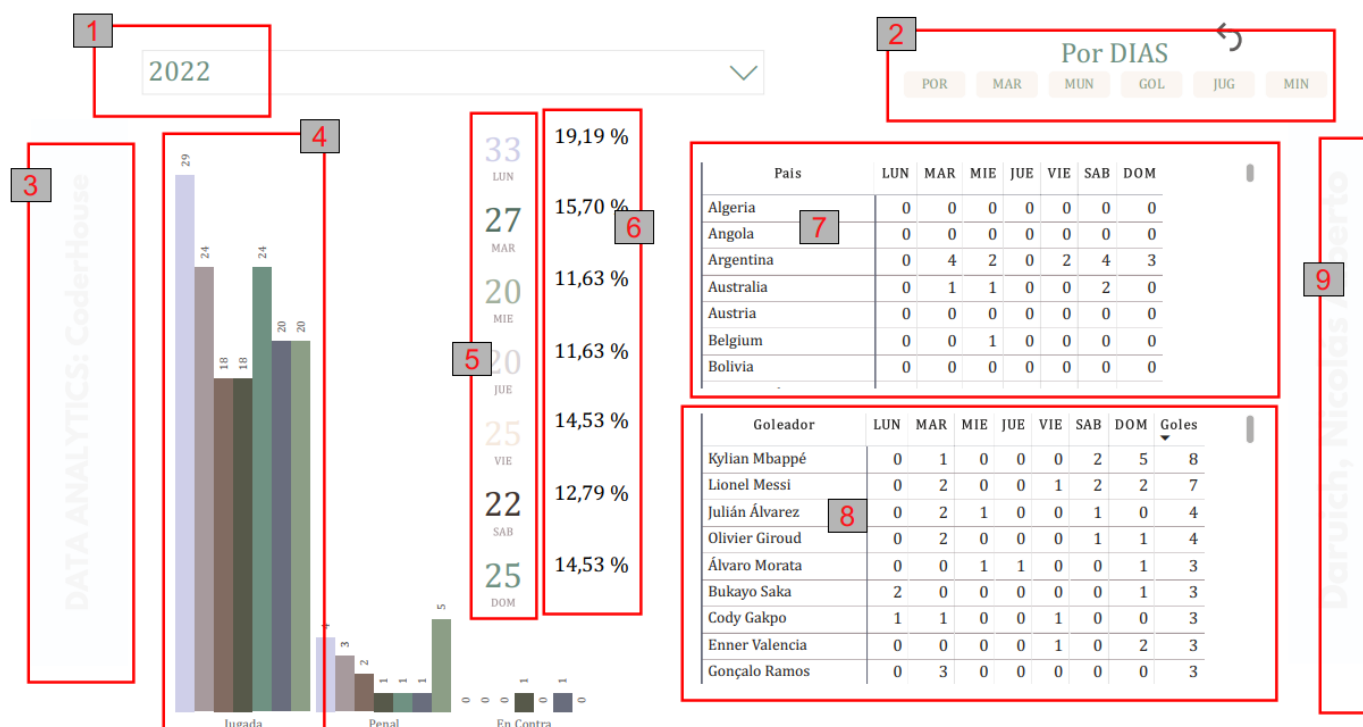 1
2
2022
Por DIAS
POR MAR MUN GOL JUG MIN
3
DATA ANALYTICS: CoderHouse
4
29
24
18
18
24
20
20
Jugada
4
3
2
1
1
1
5
Penal
0
0
0
1
0
1
0
En Contra
5
33
LUN
27
MAR
20
MIE
20
JUE
25
VIE
22
SAB
25
DOM
6
19,19 %
15,70 %
11,63 %
11,63 %
14,53 %
12,79 %
14,53 %
7
Pais LUN MAR MIE JUE VIE SAB DOM
Algeria 0 0 0 0 0 0 0
Angola 0 0 0 0 0 0 0
Argentina 0 4 2 0 2 4 3
Australia 0 1 1 0 0 2 0
Austria 0 0 0 0 0 0 0
Belgium 0 0 1 0 0 0 0
Bolivia 0 0 0 0 0 0 0
8
Goleador LUN MAR MIE JUE VIE SAB DOM Goles
Kylian Mbappé 0 1 0 0 0 2 5 8
Lionel Messi 0 2 0 0 1 2 2 7
Julián Álvarez 0 2 1 0 0 1 0 4
Olivier Giroud 0 2 0 0 0 1 1 4
Álvaro Morata 0 0 1 1 0 0 1 3
Bukayo Saka 2 0 0 0 0 0 1 3
Cody Gakpo 1 1 0 0 1 0 0 3
Enner Valencia 0 0 0 0 1 0 2 3
Gonçalo Ramos 0 3 0 0 0 0 0 3
9
Daruich, Nicolás